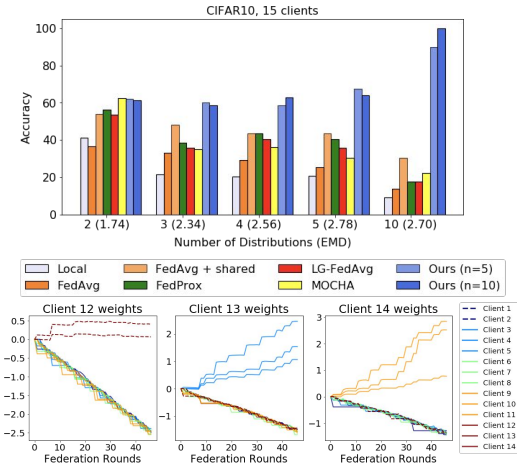 CIFAR10, 15 clients
100
80
60
40
20
0
Accuracy
2 (1.74) 3 (2.34) 4 (2.56) 5 (2.78) 10 (2.70)
Number of Distributions (EMD)
Local FedAvg + shared LG-FedAvg Ours (n=5)
FedAvg FedProx MOCHA Ours (n=10)
Client 12 weights
0.5
0.0
−0.5
−1.0
−1.5
−2.0
−2.5
0 10 20 30 40
Federation Rounds
Client 13 weights
2
1
0
−1
0 10 20 30 40
Federation Rounds
Client 14 weights
3
2
1
0
−1
0 10 20 30 40
Federation Rounds
Client 1
Client 2
Client 3
Client 4
Client 5
Client 6
Client 7
Client 8
Client 9
Client 10
Client 11
Client 12
Client 13
Client 14